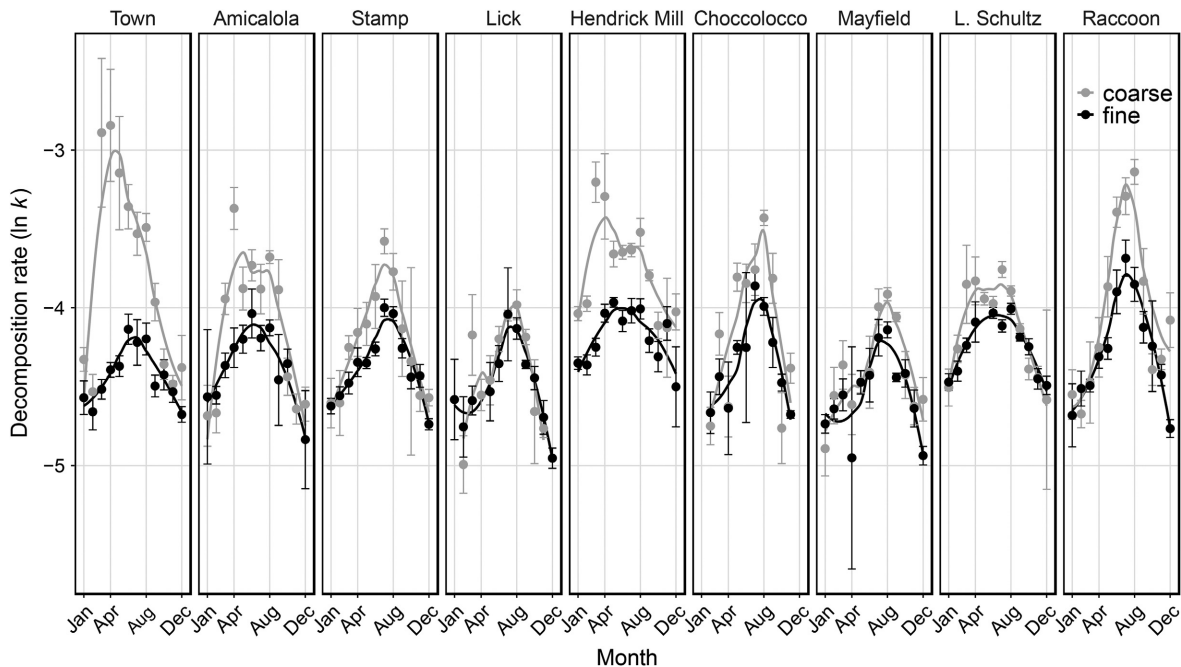 Town Amicalola Stamp Lick Hendrick Mill Choccolocco Mayfield L. Schultz Raccoon
coarse
fine
−3
−4
−5
Decomposition rate (ln k)
Jan Apr Aug Dec Jan Apr Aug Dec Jan Apr Aug Dec Jan Apr Aug Dec Jan Apr Aug Dec Jan Apr Aug Dec Jan Apr Aug Dec Jan Apr Aug Dec Jan Apr Aug Dec
Month